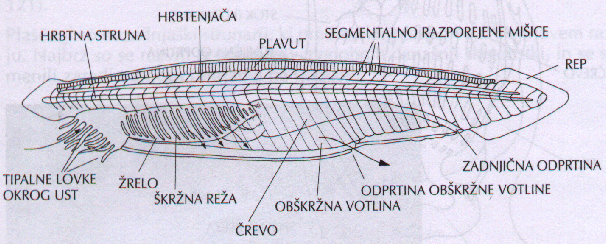 HRBTENJAČA
HRBTNA STRUNA
SEGMENTALNO RAZPOREJENE MIŠICE
PLAVUT
REP
TIPALNE LOVKE
OKROG UST
ŽRELO
ŠKRŽNA REŽA
ČREVO
OBŠKRŽNA VOTLINA
ODPRTINA OBŠKRŽNE VOTLINE
ZADNJIČNA ODPRTINA